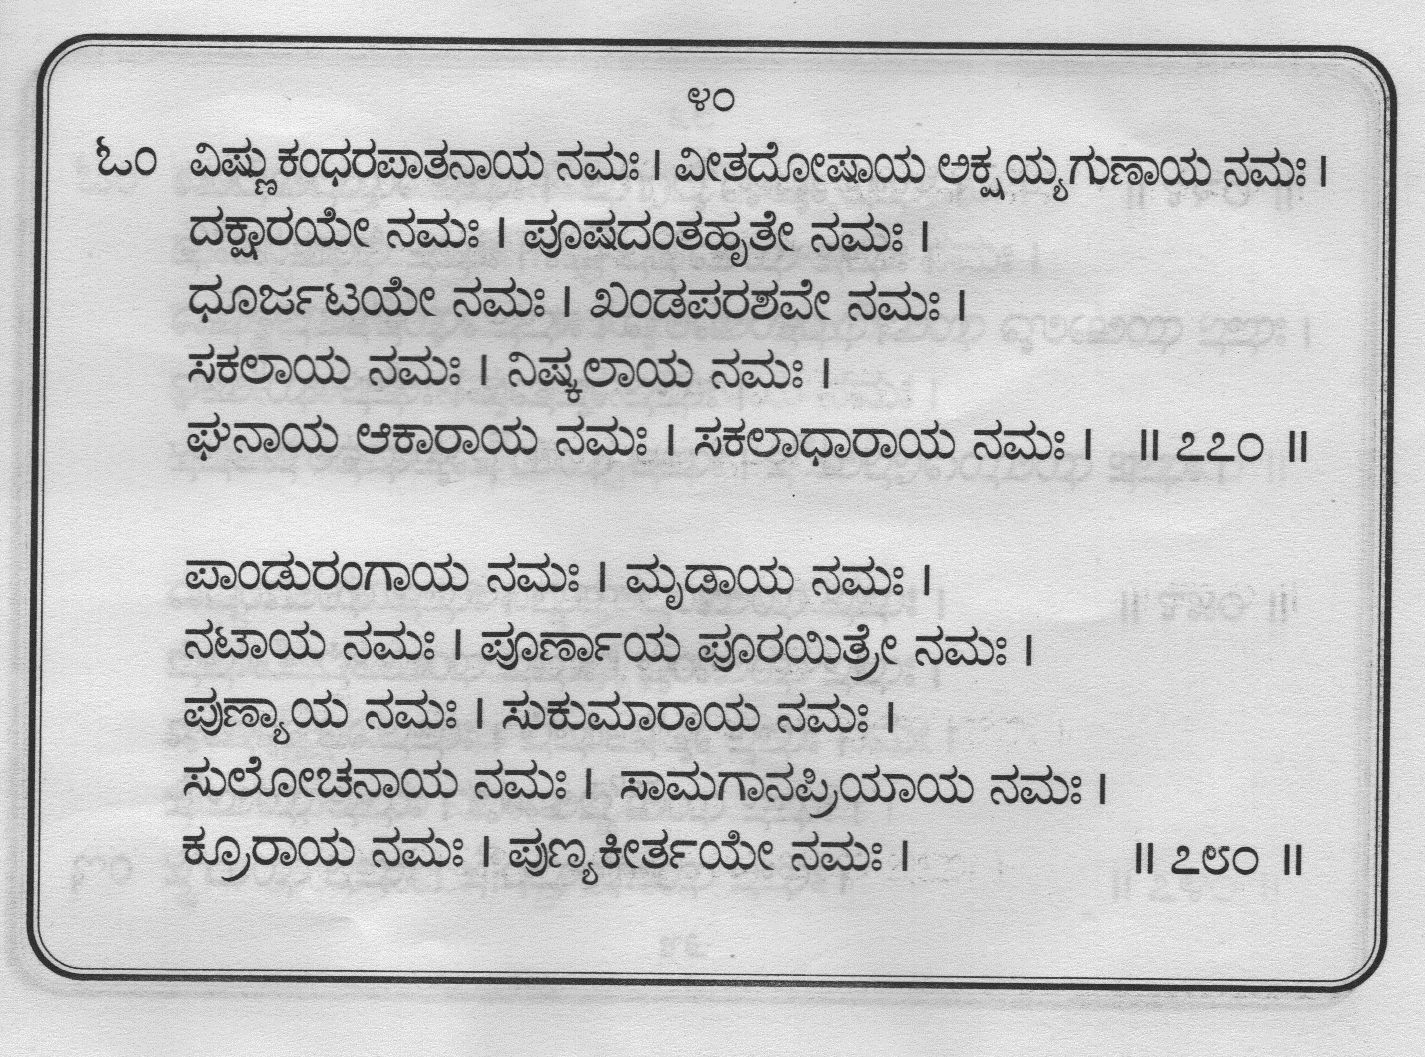 ೪೦
ಓಂ ವಿಷ್ಣುಕಂಧರಪಾತನಾಯ ನಮಃ । ವೀತದೋಷಾಯ ಅಕ್ಷಯ್ಯಗುಣಾಯ ನಮಃ ।
ದಕ್ಷಾರಯೇ ನಮಃ । ಪೂಷದಂತಹೃತೇ ನಮಃ ।
ಧೂರ್ಜಟಯೇ ನಮಃ । ಖಂಡಪರಶವೇ ನಮಃ ।
ಸಕಲಾಯ ನಮಃ । ನಿಷ್ಕಲಾಯ ನಮಃ ।
ಘನಾಯ ಆಕಾರಾಯ ನಮಃ । ಸಕಲಾಧಾರಾಯ ನಮಃ । ॥ ೭೭೦ ॥
ಪಾಂಡುರಂಗಾಯ ನಮಃ । ಮೃಡಾಯ ನಮಃ ।
ನಟಾಯ ನಮಃ । ಪೂರ್ಣಾಯ ಪೂರಯಿತ್ರೇ ನಮಃ ।
ಪುಣ್ಯಾಯ ನಮಃ । ಸುಕುಮಾರಾಯ ನಮಃ ।
ಸುಲೋಚನಾಯ ನಮಃ । ಸಾಮಗಾನಪ್ರಿಯಾಯ ನಮಃ ।
ಕ್ರೂರಾಯ ನಮಃ । ಪುಣ್ಯಕೀರ್ತಯೇ ನಮಃ । ॥ ೭೮೦ ॥